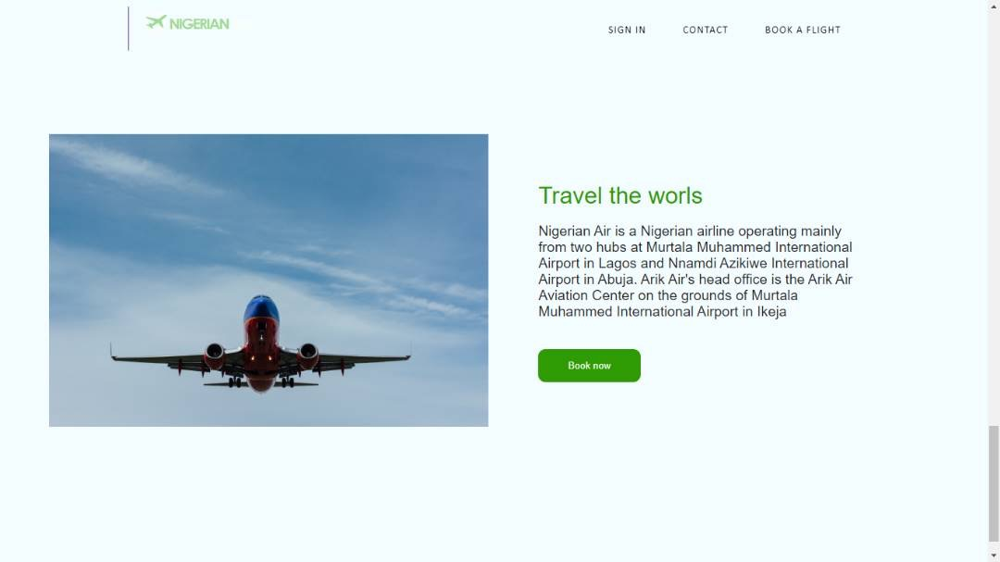 NIGERIAN
SIGN IN
CONTACT
BOOK A FLIGHT
Travel the worls
Nigerian Air is a Nigerian airline operating mainly
from two hubs at Murtala Muhammed International
Airport in Lagos and Nnamdi Azikiwe International
Airport in Abuja. Arik Air's head office is the Arik Air
Aviation Center on the grounds of Murtala
Muhammed International Airport in Ikeja
Book now